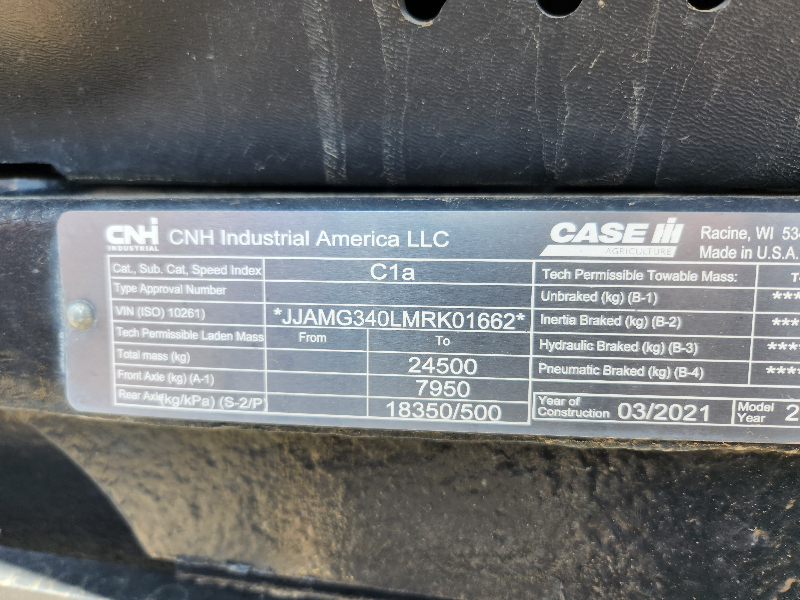 CNH INDUSTRIAL CNH Industrial America LLC
CASE IH AGRICULTURE
Racine, WI 534
Made in U.S.A.
Cat., Sub. Cat, Speed Index C1a
Type Approval Number
VIN (ISO) 10261) *JJAMG340LMRK01662*
Tech Permissible Laden Mass From To
Total mass (kg) 24500
Front Axle (kg) (A-1) 7950
Rear Axle(kg/kPa) (S-2/P) 18350/500
Tech Permissible Towable Mass:
Unbraked (kg) (B-1) ***
Inertia Braked (kg) (B-2) ***
Hydraulic Braked (kg) (B-3) ***
Pneumatic Braked (kg) (B-4) ***
Year of Construction 03/2021 Model Year 2